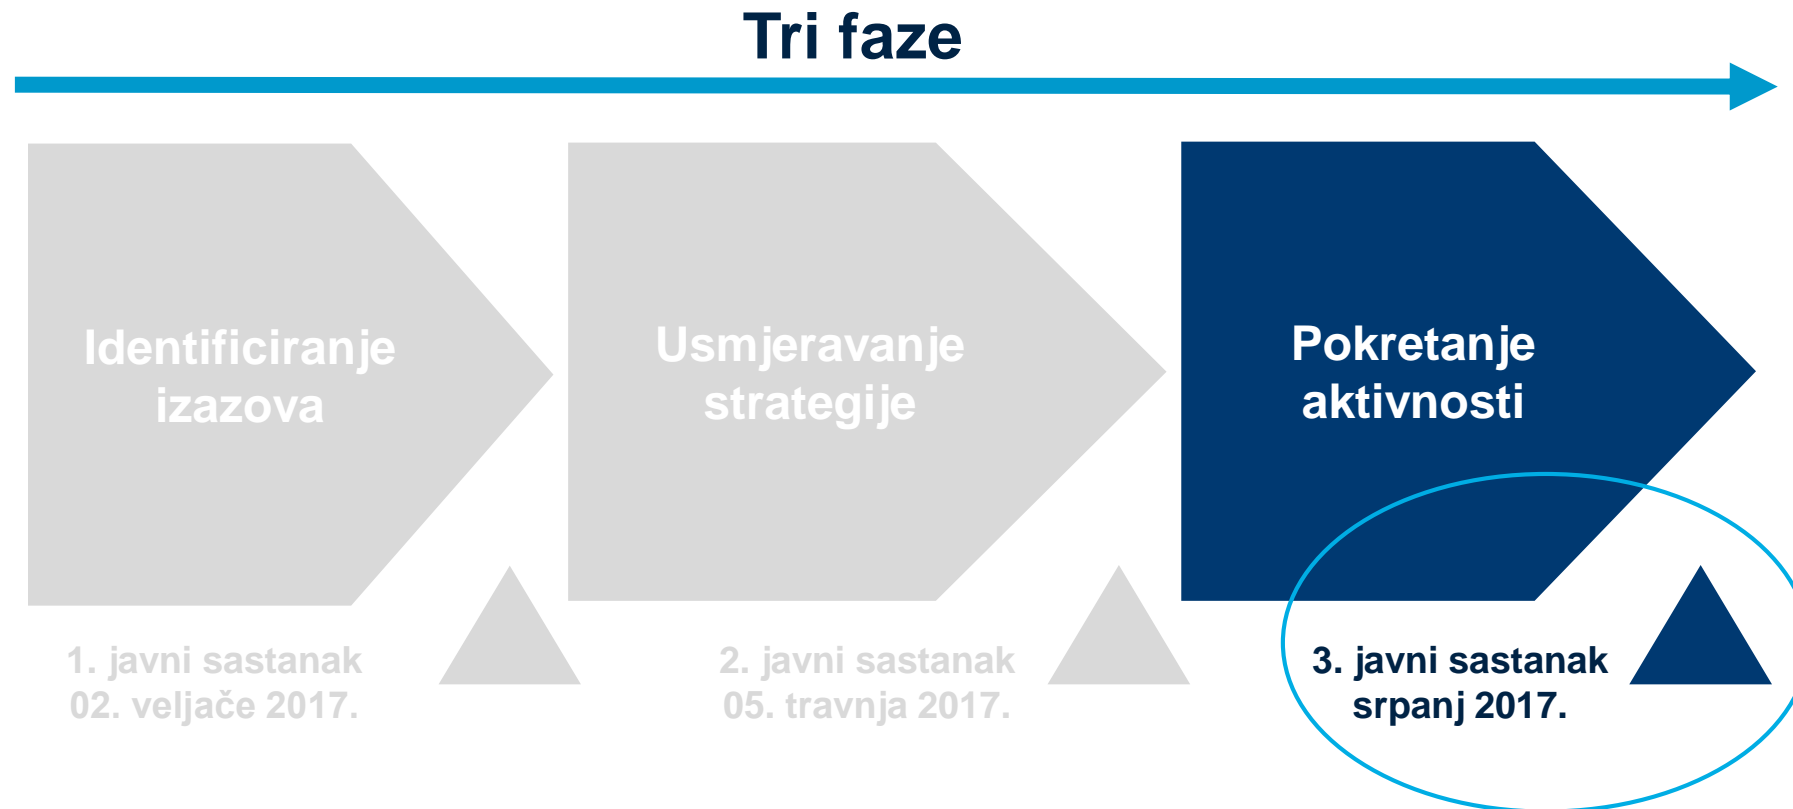 Tri faze
Identificiranje
izazova
Usmjeravanje
strategije
Pokretanje
aktivnosti
1. javni sastanak
02. veljače 2017.
2. javni sastanak
05. travnja 2017.
3. javni sastanak
srpanj 2017.